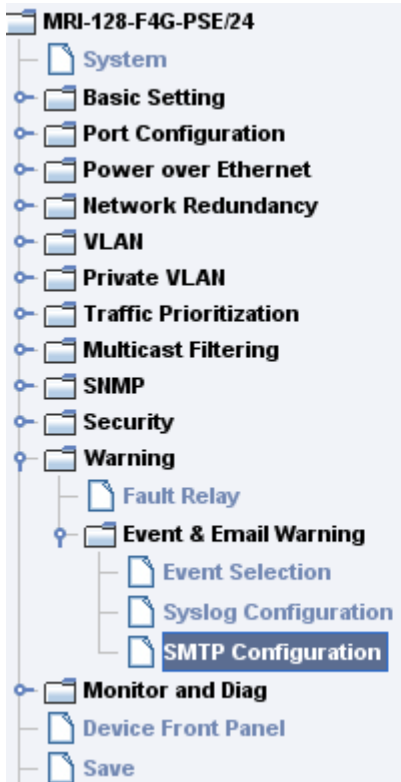 MRI-128-F4G-PSE/24
System
Basic Setting
Port Configuration
Power over Ethernet
Network Redundancy
VLAN
Private VLAN
Traffic Prioritization
Multicast Filtering
SNMP
Security
Warning
Fault Relay
Event & Email Warning
Event Selection
Syslog Configuration
SMTP Configuration
Monitor and Diag
Device Front Panel
Save